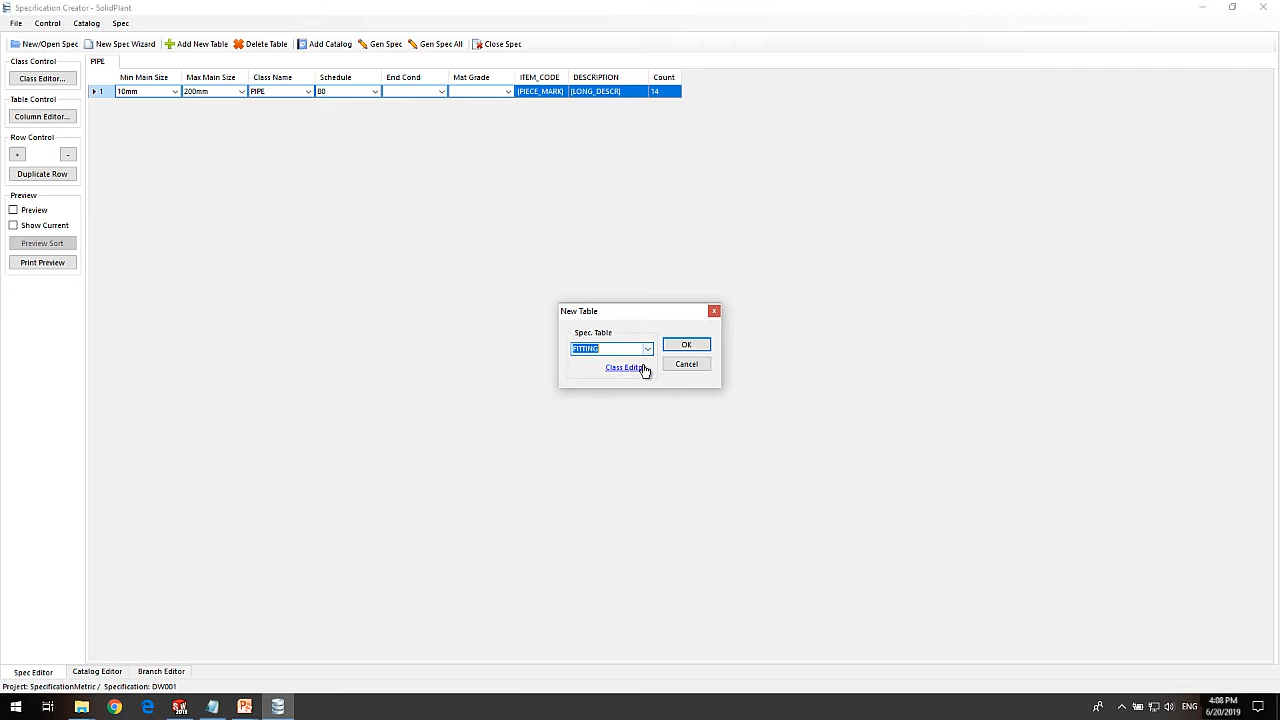 Specification Creator - SolidPlant
File Control Catalog Spec
New/Open Spec New Spec Wizard Add New Table Delete Table Add Catalog Gen Spec Gen Spec All Close Spec
Class Control
Class Editor...
Table Control
Column Editor...
Row Control
+ -
Duplicate Row
Preview
Preview
Show Current
Preview Sort
Print Preview
PIPE
Min Main Size Max Main Size Class Name Schedule End Cond Mat Grade ITEM_CODE DESCRIPTION Count
1 10mm 200mm PIPE 80 {PIECE_MARK} {LONG_DESCR} 14
New Table
Spec. Table
FITTING
OK
Class Editor
Cancel
Spec Editor Catalog Editor Branch Editor
Project: SpecificationMetric / Specification: DW001
ENG
4:08 PM
6/20/2019